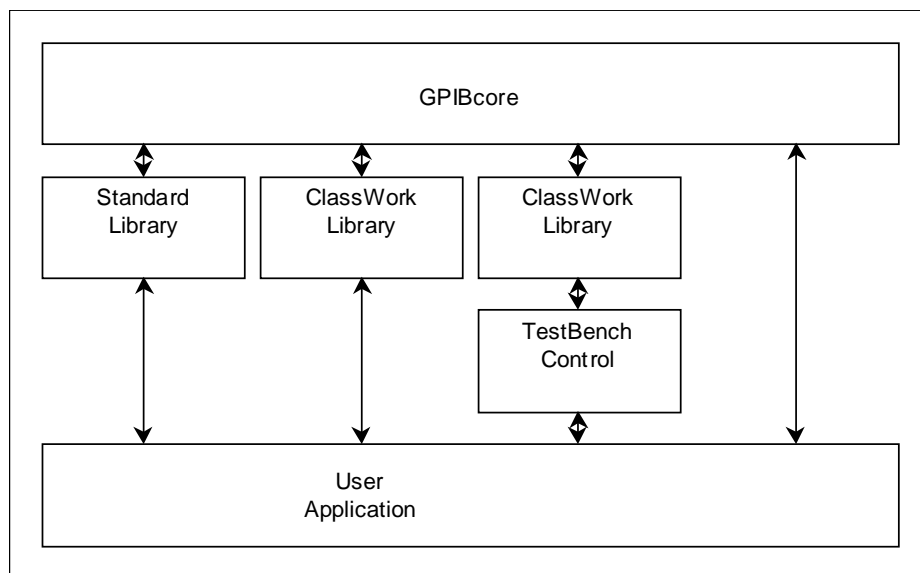 GPIBcore
Standard
Library
ClassWork
Library
ClassWork
Library
TestBench
Control
User
Application